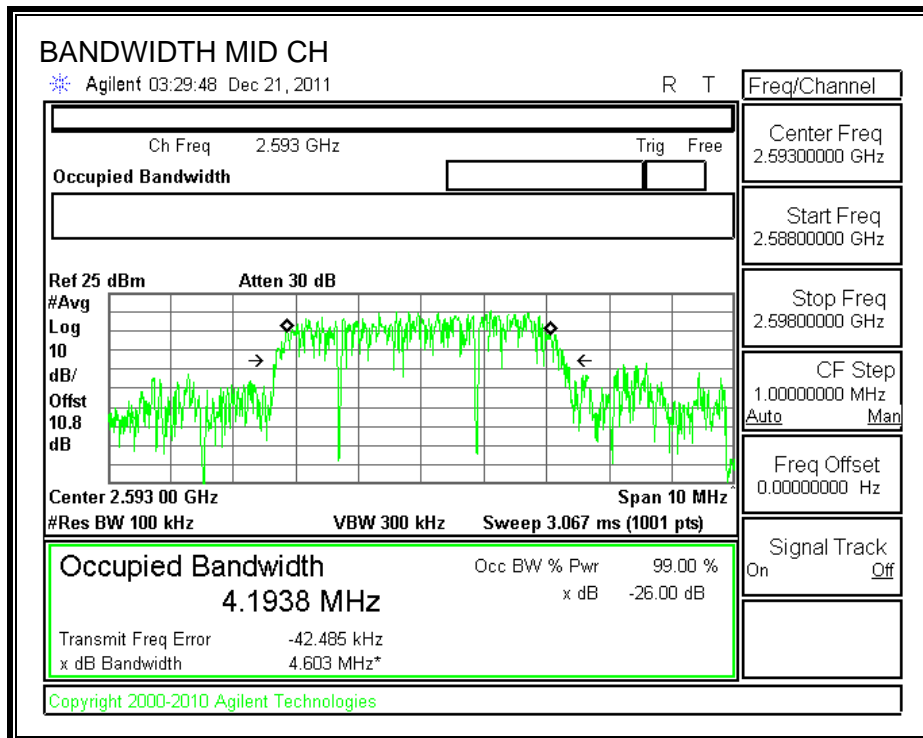 BANDWIDTH MID CH
Agilent 03:29:48 Dec 21, 2011 R T
Ch Freq 2.593 GHz Trig Free
Occupied Bandwidth
Ref 25 dBm Atten 30 dB
#Avg
Log
10
dB/
Offst
10.8
dB
Center 2.593 00 GHz Span 10 MHz^
#Res BW 100 kHz VBW 300 kHz Sweep 3.067 ms (1001 pts)
Occupied Bandwidth Occ BW % Pwr 99.00 %
4.1938 MHz x dB -26.00 dB
Transmit Freq Error -42.485 kHz
x dB Bandwidth 4.603 MHz*
Copyright 2000-2010 Agilent Technologies
Freq/Channel
Center Freq
2.59300000 GHz
Start Freq
2.58800000 GHz
Stop Freq
2.59800000 GHz
CF Step
1.00000000 MHz
Auto Man
Freq Offset
0.00000000 Hz
Signal Track
On Off